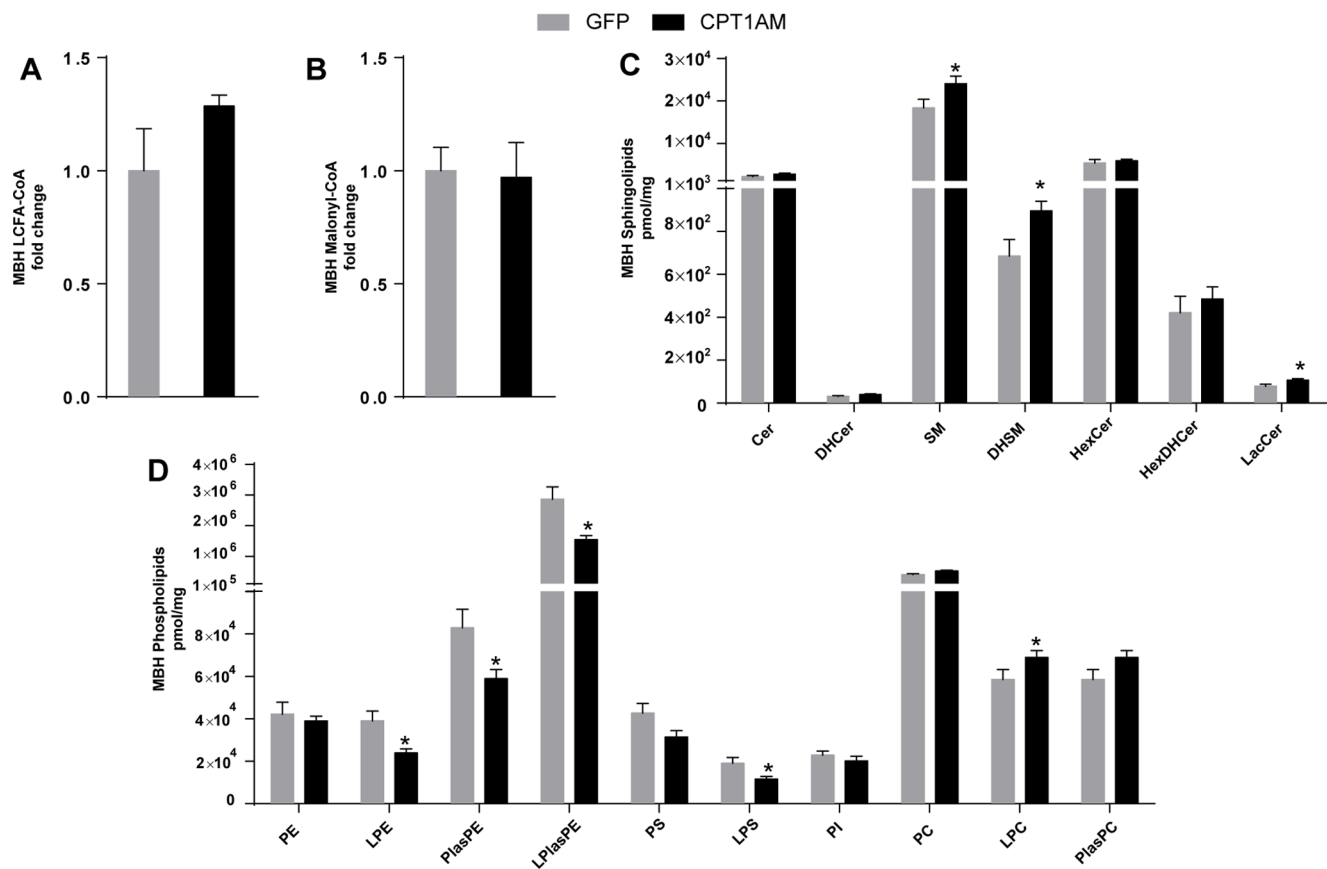 GFP CPT1AM
A
MBH LCFA-CoA
fold change
1.5
1.0
0.5
0.0
B
MBH Malonyl-CoA
fold change
1.5
1.0
0.5
0.0
C
MBH Sphingolipids
pmol/mg
3×10⁴
2×10⁴
1×10⁴
1×10³
8×10²
6×10²
4×10²
2×10²
0
* * *
Cer DHCer SM DHSM HexCer HexDHCer LacCer
D
MBH Phospholipids
pmol/mg
4×10⁶
3×10⁶
2×10⁶
1×10⁶
1×10⁵
8×10⁴
6×10⁴
4×10⁴
2×10⁴
0
* * * * *
PE LPE PlasPE LPlasPE PS LPS PI PC LPC PlasPC